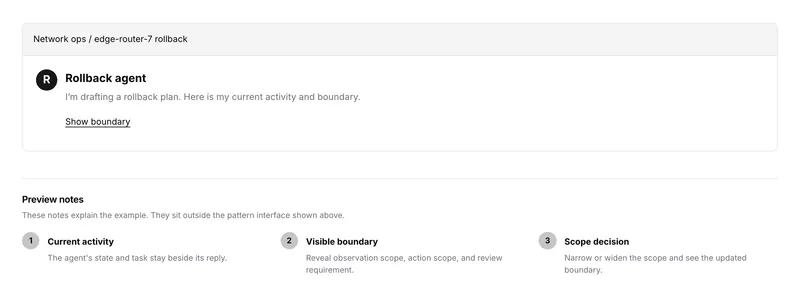 Network ops / edge-router-7 rollback
R
Rollback agent
I'm drafting a rollback plan. Here is my current activity and boundary.
Show boundary
Preview notes
These notes explain the example. They sit outside the pattern interface shown above.
1
Current activity
The agent's state and task stay beside its reply.
2
Visible boundary
Reveal observation scope, action scope, and review
requirement.
3
Scope decision
Narrow or widen the scope and see the updated
boundary.